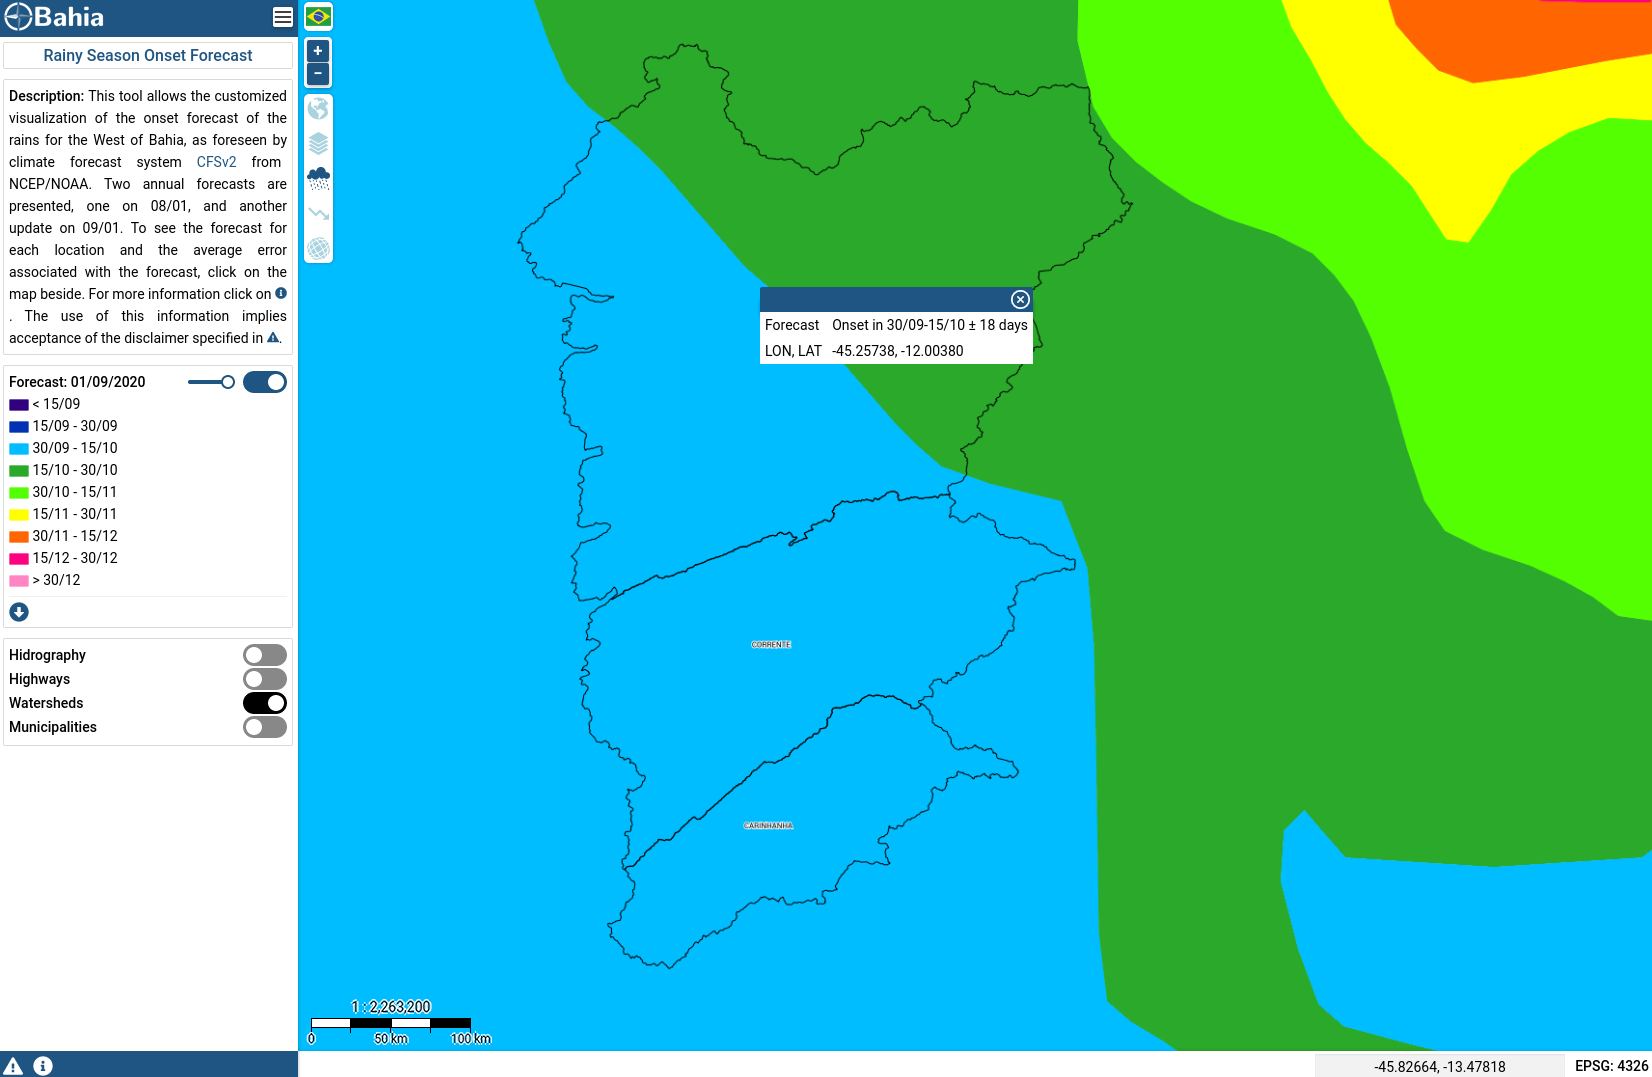 Bahia
Rainy Season Onset Forecast
Description: This tool allows the customized
visualization of the onset forecast of the
rains for the West of Bahia, as foreseen by
climate forecast system CFSv2 from
NCEP/NOAA. Two annual forecasts are
presented, one on 08/01, and another
update on 09/01. To see the forecast for
each location and the average error
associated with the forecast, click on the
map beside. For more information click on
. The use of this information implies
acceptance of the disclaimer specified in .
Forecast: 01/09/2020
< 15/09
15/09 - 30/09
30/09 - 15/10
15/10 - 30/10
30/10 - 15/11
15/11 - 30/11
30/11 - 15/12
15/12 - 30/12
> 30/12
Hidrography
Highways
Watersheds
Municipalities
+
−
Forecast Onset in 30/09-15/10 ± 18 days
LON, LAT -45.25738, -12.00380
CORRENTE
CARINHANHA
1 : 2,263,200
0 50 km 100 km
-45.82664, -13.47818 EPSG: 4326